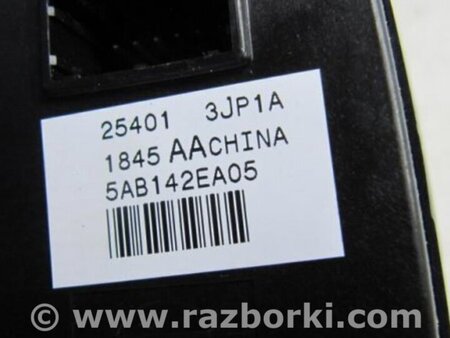 25401 3JP1A
1845 AACHINA
5AB142EA05
© www.razborki.com